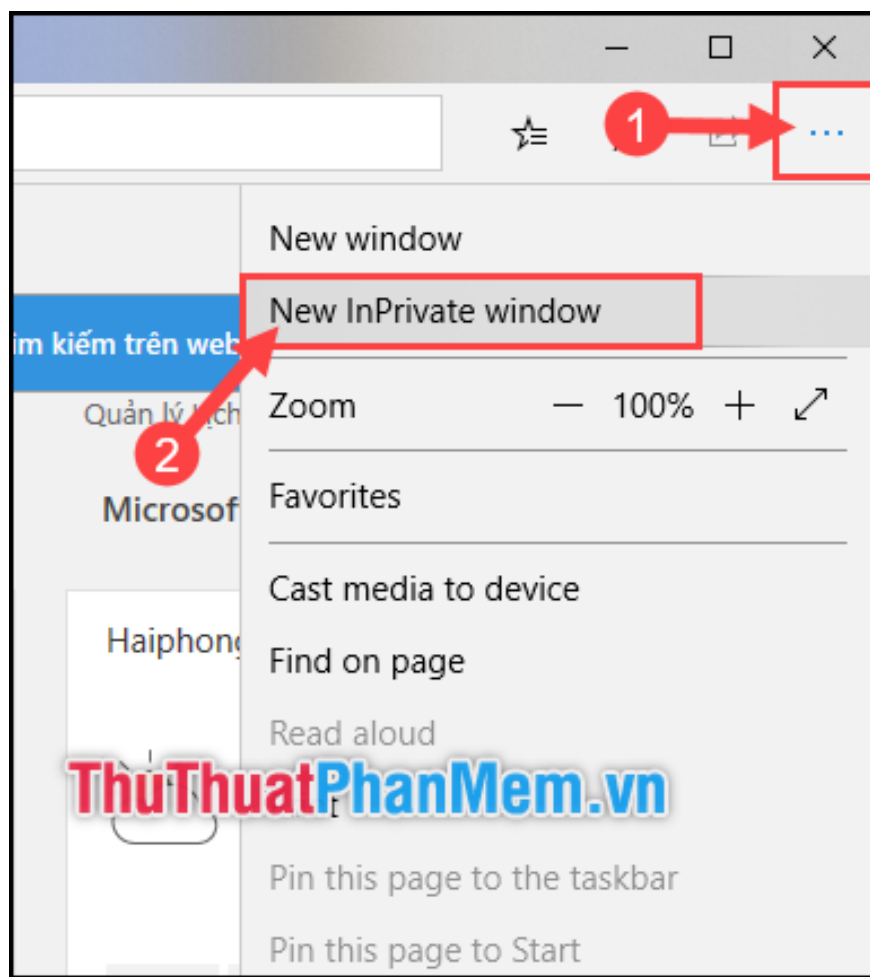 1
...
New window
New InPrivate window
im kiếm trên web
Zoom — 100% +
Quản lý
2
Favorites
Microsof
Cast media to device
Haiphong
Find on page
Read aloud
ThuThuatPhanMem.vn
Pin this page to the taskbar
Pin this page to Start